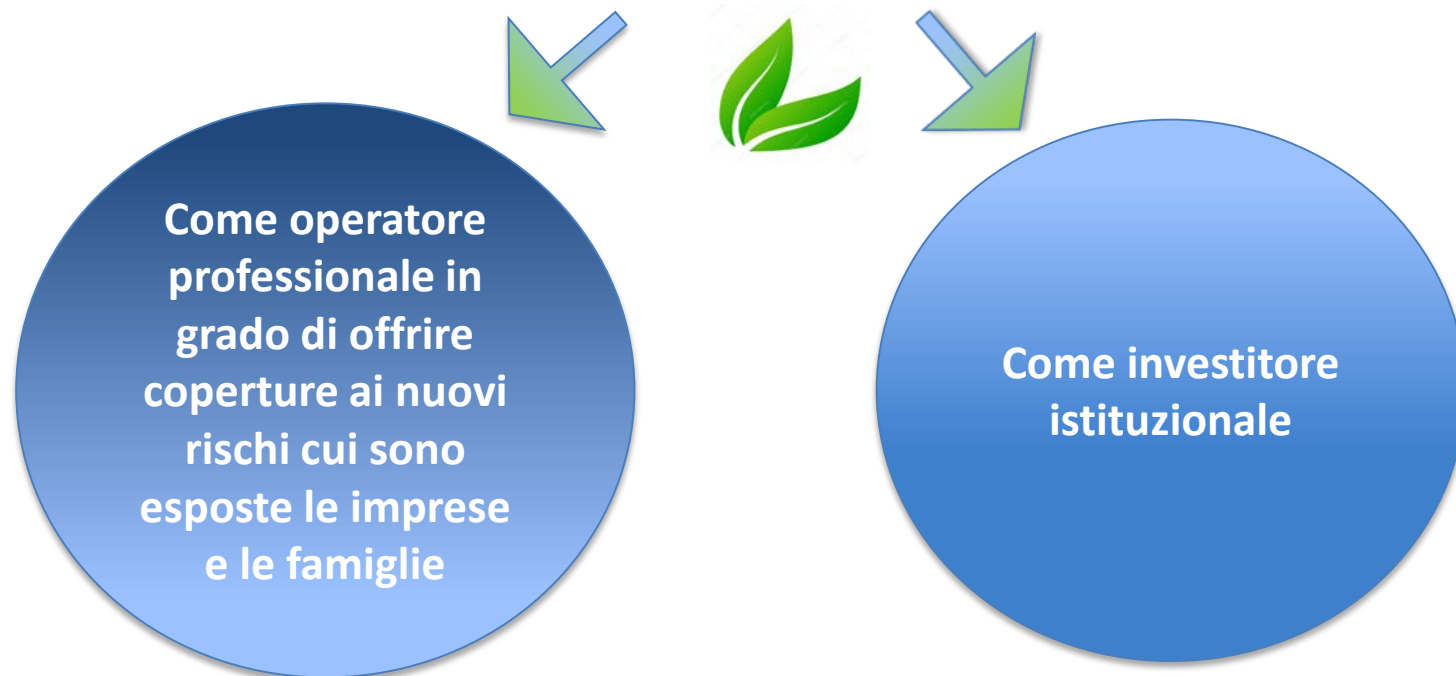 Come operatore
professionale in
grado di offrire
coperture ai nuovi
rischi cui sono
esposte le imprese
e le famiglie
Come investitore
istituzionale